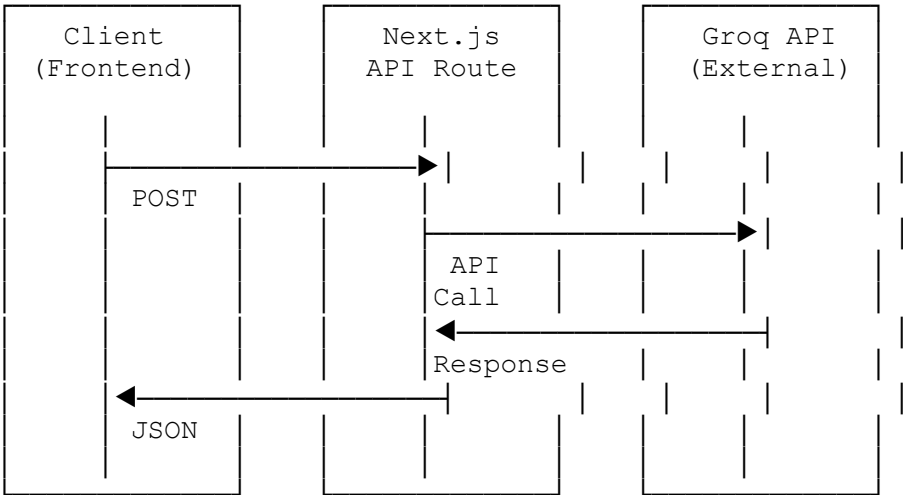 Client Next.js Groq API
(Frontend) API Route (External)
POST
API
Call
Response
JSON